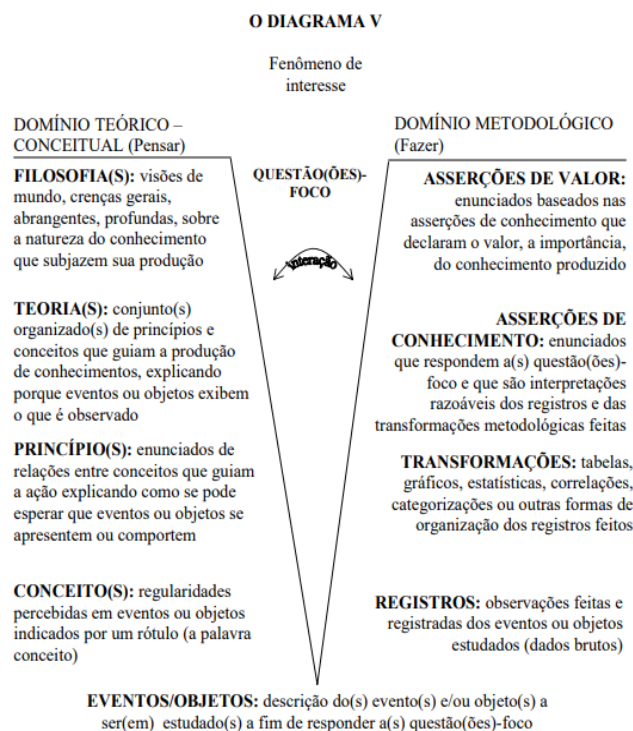 O DIAGRAMA V
Fenômeno de
interesse
DOMÍNIO TEÓRICO –
CONCEITUAL (Pensar)
FILOSOFIA(S): visões de
mundo, crenças gerais,
abrangentes, profundas, sobre
a natureza do conhecimento
que subjazem sua produção
TEORIA(S): conjunto(s)
organizado(s) de princípios e
conceitos que guiam a produção
de conhecimentos, explicando
porque eventos ou objetos exibem
o que é observado
PRINCÍPIO(S): enunciados de
relações entre conceitos que guiam
a ação explicando como se pode
esperar que eventos ou objetos se
apresentem ou comportem
CONCEITO(S): regularidades
percebidas em eventos ou objetos
indicados por um rótulo (a palavra
conceito)
QUESTÃO(ÕES)-
FOCO
interação
DOMÍNIO METODOLÓGICO
(Fazer)
ASSERÇÕES DE VALOR:
enunciados baseados nas
asserções de conhecimento que
declaram o valor, a importância,
do conhecimento produzido
ASSERÇÕES DE
CONHECIMENTO: enunciados
que respondem a(s) questão(ões)-
foco e que são interpretações
razoáveis dos registros e das
transformações metodológicas feitas
TRANSFORMAÇÕES: tabelas,
gráficos, estatísticas, correlações,
categorizações ou outras formas de
organização dos registros feitos
REGISTROS: observações feitas e
registradas dos eventos ou objetos
estudados (dados brutos)
EVENTOS/OBJETOS: descrição do(s) evento(s) e/ou objeto(s) a
ser(em) estudado(s) a fim de responder a(s) questão(ões)-foco